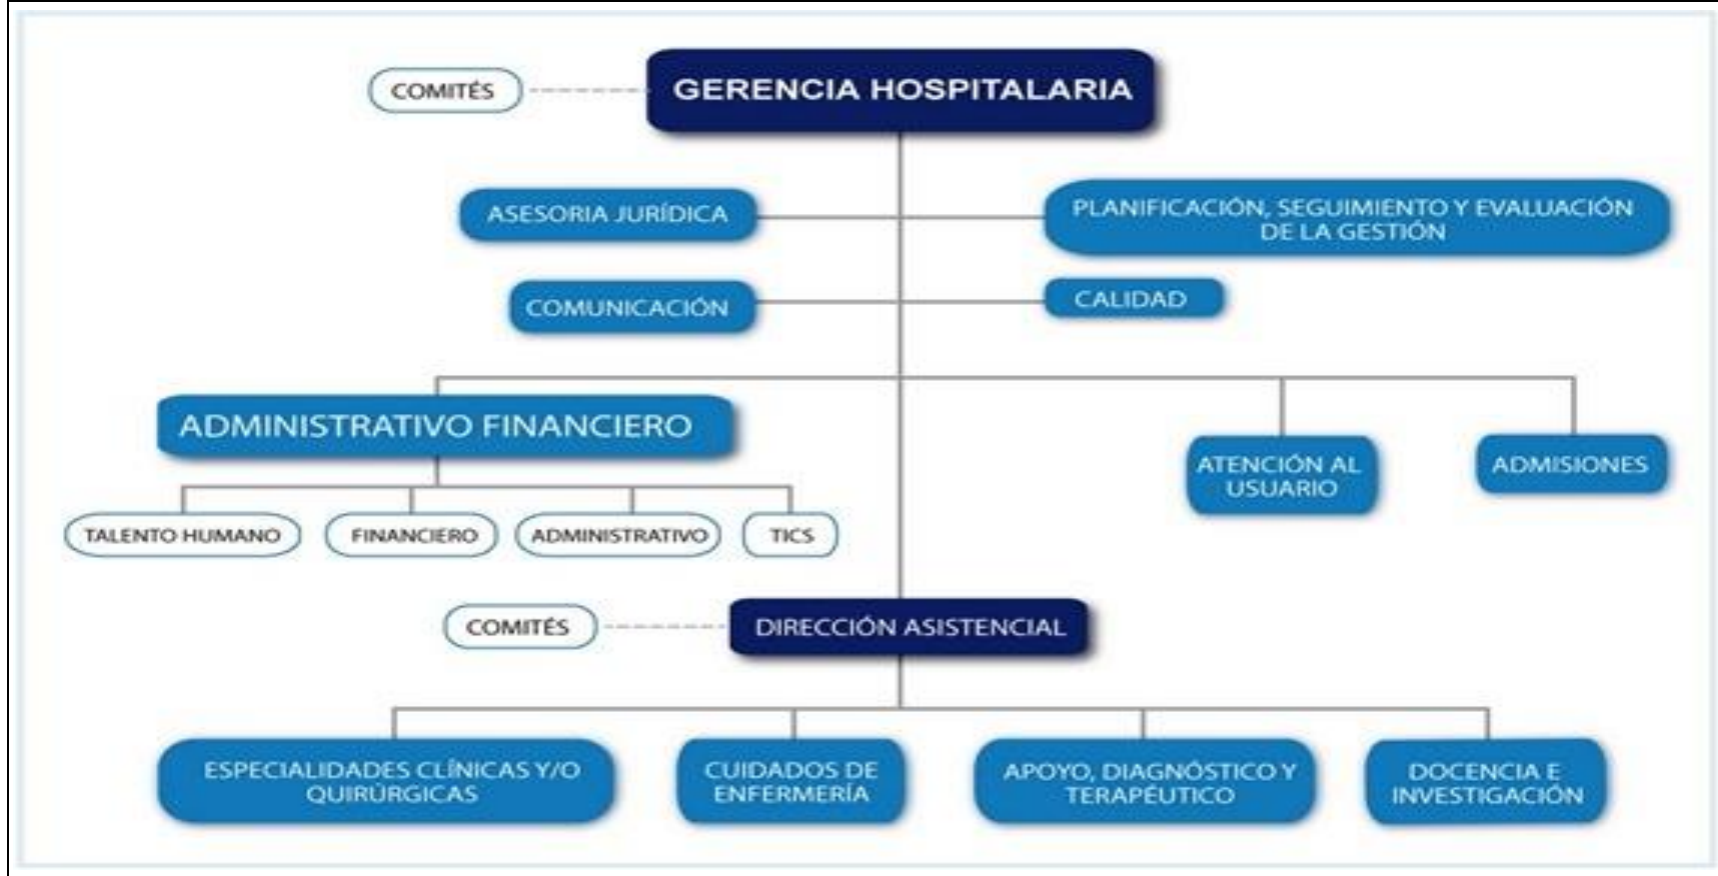 COMITÉS
GERENCIA HOSPITALARIA
ASESORIA JURÍDICA
PLANIFICACIÓN, SEGUIMIENTO Y EVALUACIÓN
DE LA GESTIÓN
COMUNICACIÓN
CALIDAD
ADMINISTRATIVO FINANCIERO
ATENCIÓN AL
USUARIO
ADMISIONES
TALENTO HUMANO
FINANCIERO
ADMINISTRATIVO
TICS
COMITÉS
DIRECCIÓN ASISTENCIAL
ESPECIALIDADES CLÍNICAS Y/O
QUIRÚRGICAS
CUIDADOS DE
ENFERMERÍA
APOYO, DIAGNÓSTICO Y
TERAPÉUTICO
DOCENCIA E
INVESTIGACIÓN